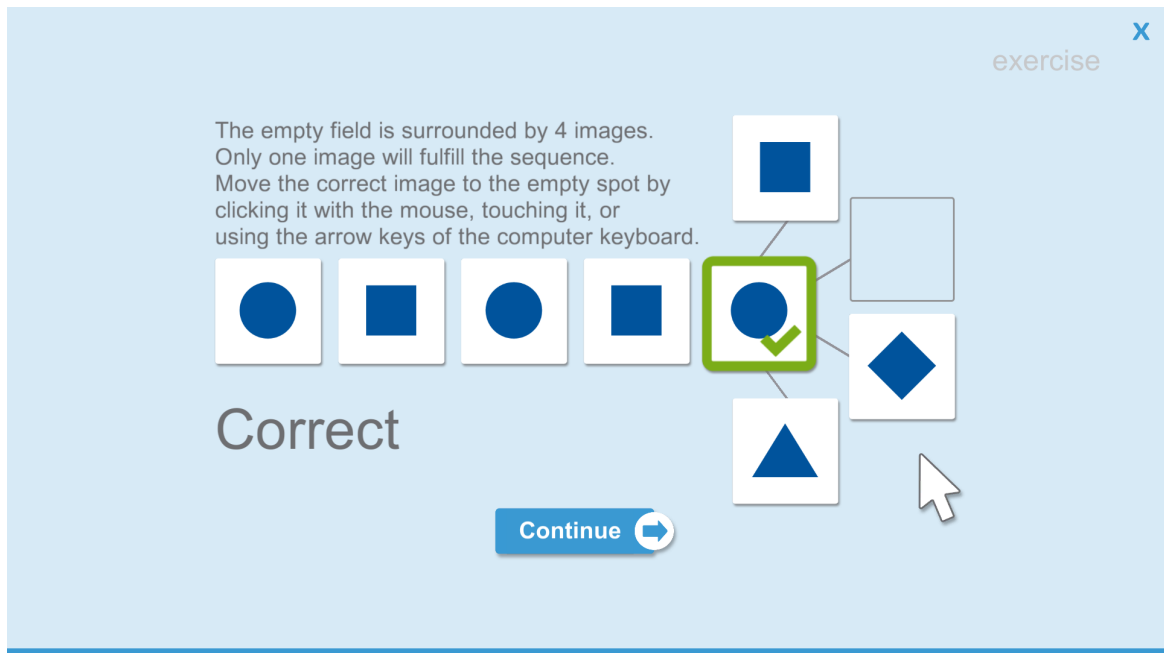 X
exercise
The empty field is surrounded by 4 images.
Only one image will fulfill the sequence.
Move the correct image to the empty spot by
clicking it with the mouse, touching it, or
using the arrow keys of the computer keyboard.
Correct
Continue